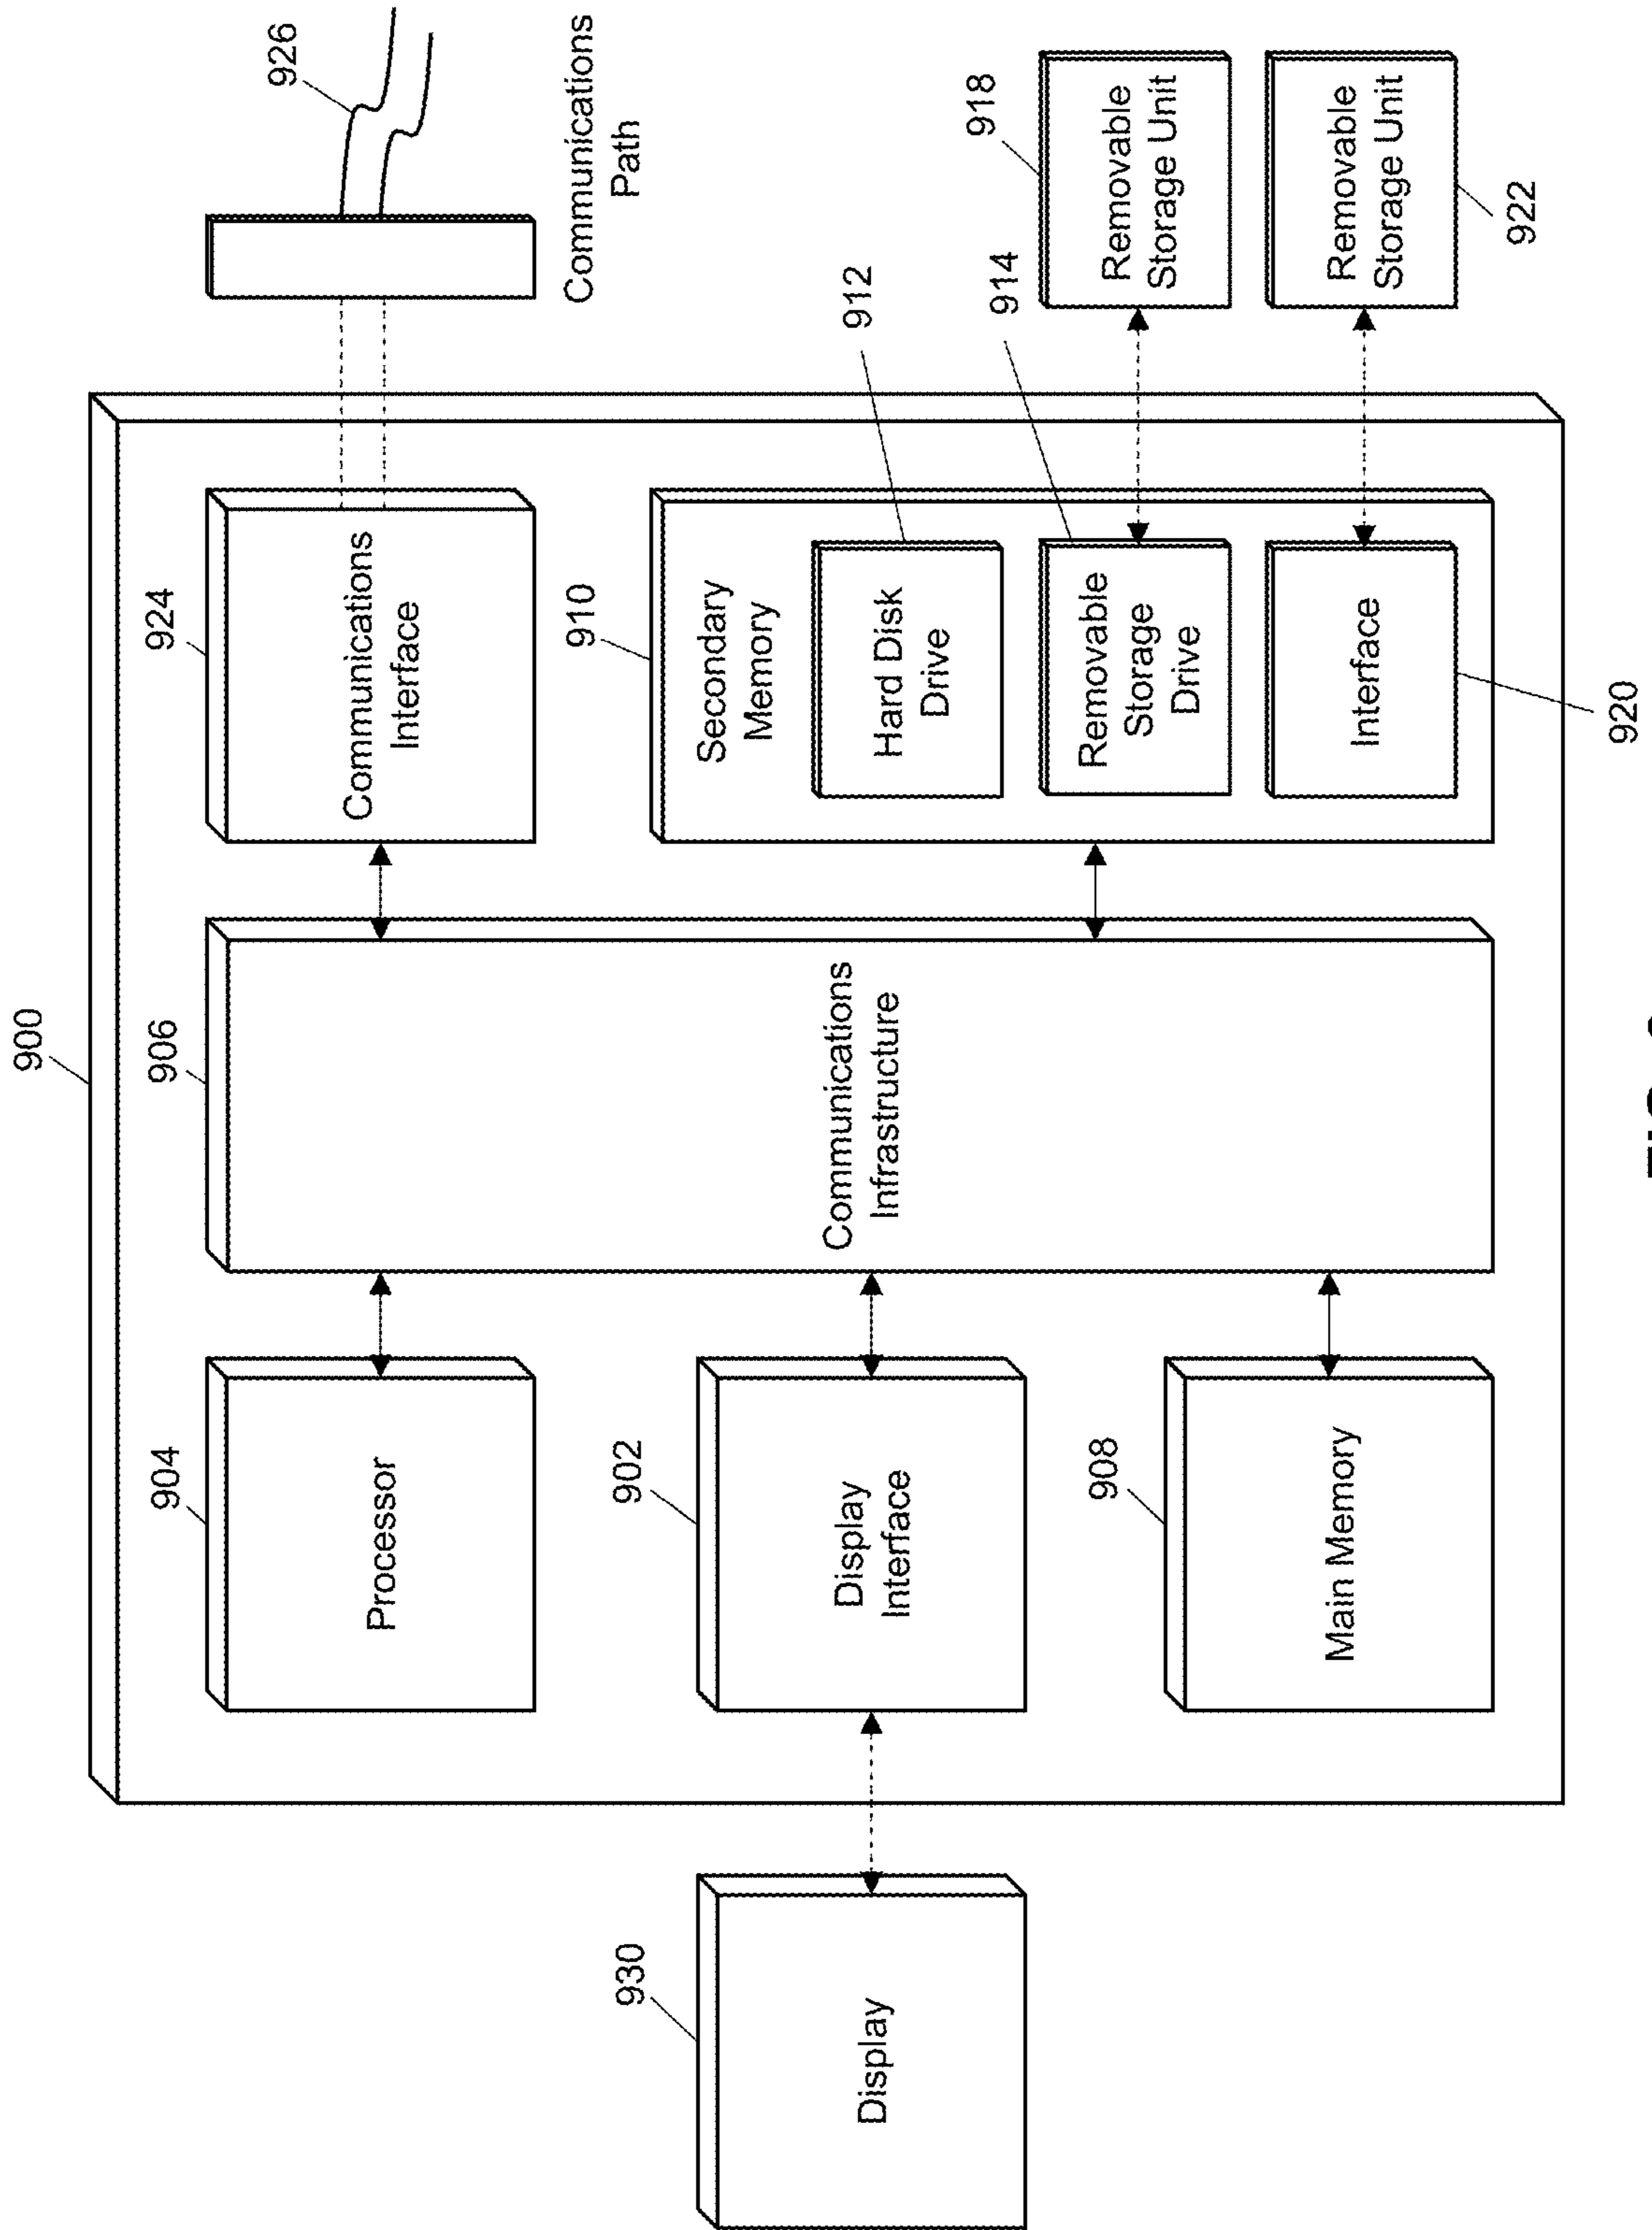 900
904
Processor
906
924
Communications
Interface
926
Communications
Path
930
Display
902
Display
Interface
Communications
Infrastructure
910
Secondary
Memory
912
Hard Disk
Drive
914
918
Removable
Storage
Drive
Removable
Storage Unit
908
Main Memory
Interface
920
Removable
Storage Unit
922